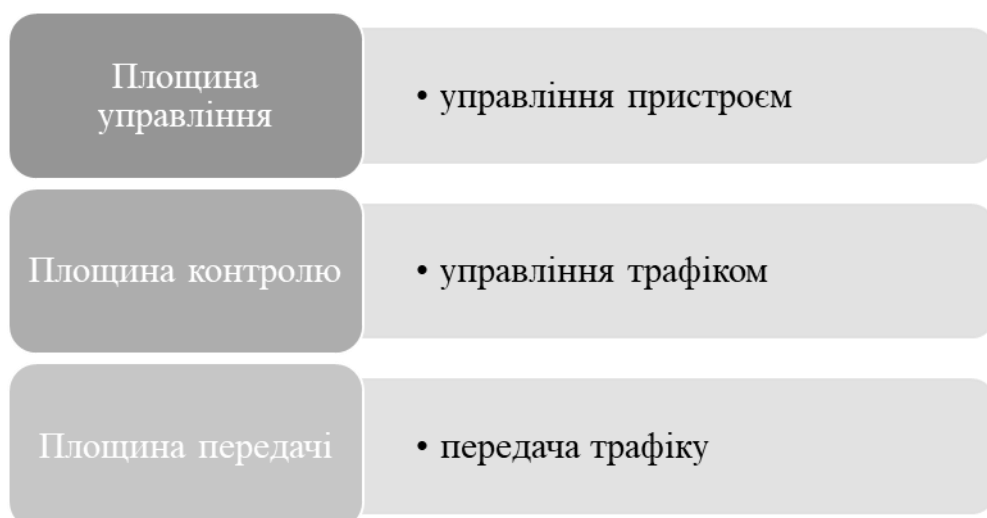 Площина
управління
• управління пристроєм
Площина контролю
• управління трафіком
Площина передачі
• передача трафіку